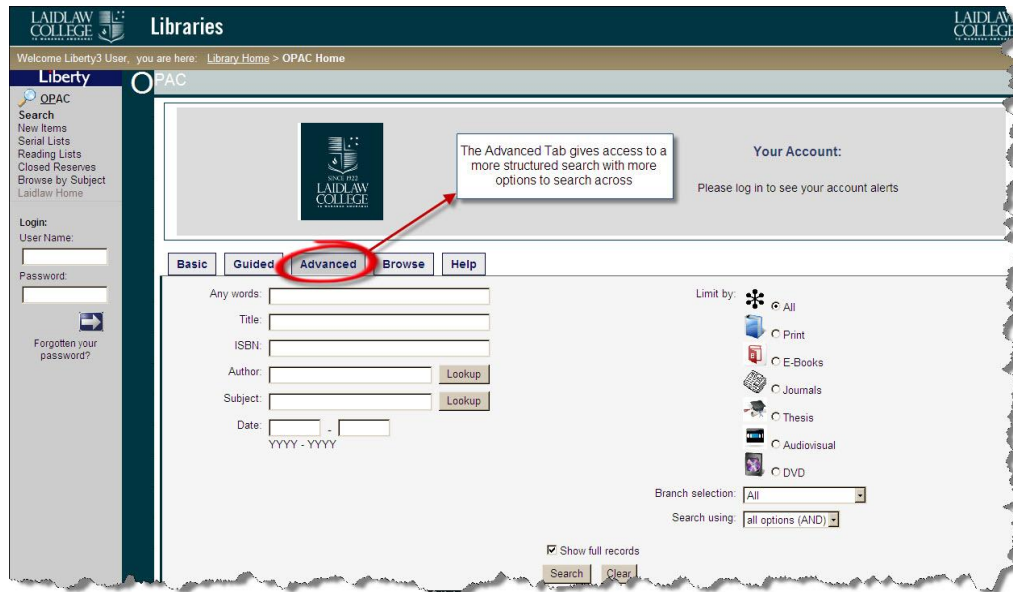 LAIDLAW
COLLEGE
Libraries
LAIDLAW
COLLEGE
Welcome Liberty3 User, you are here: Library Home > OPAC Home
Liberty
OPAC
OPAC
Search
New Items
Serial Lists
Reading Lists
Closed Reserves
Browse by Subject
Laidlaw Home
Login:
User Name:
Password:
Forgotten your
password?
SINCE 1922
LAIDLAW
COLLEGE
The Advanced Tab gives access to a
more structured search with more
options to search across
Your Account:
Please log in to see your account alerts
Basic Guided Advanced Browse Help
Any words:
Title:
ISBN:
Author: Lookup
Subject: Lookup
Date: -
YYYY - YYYY
Limit by: All
Print
E-Books
Journals
Thesis
Audiovisual
DVD
Branch selection: All
Search using: all options (AND)
Show full records
Search Clear